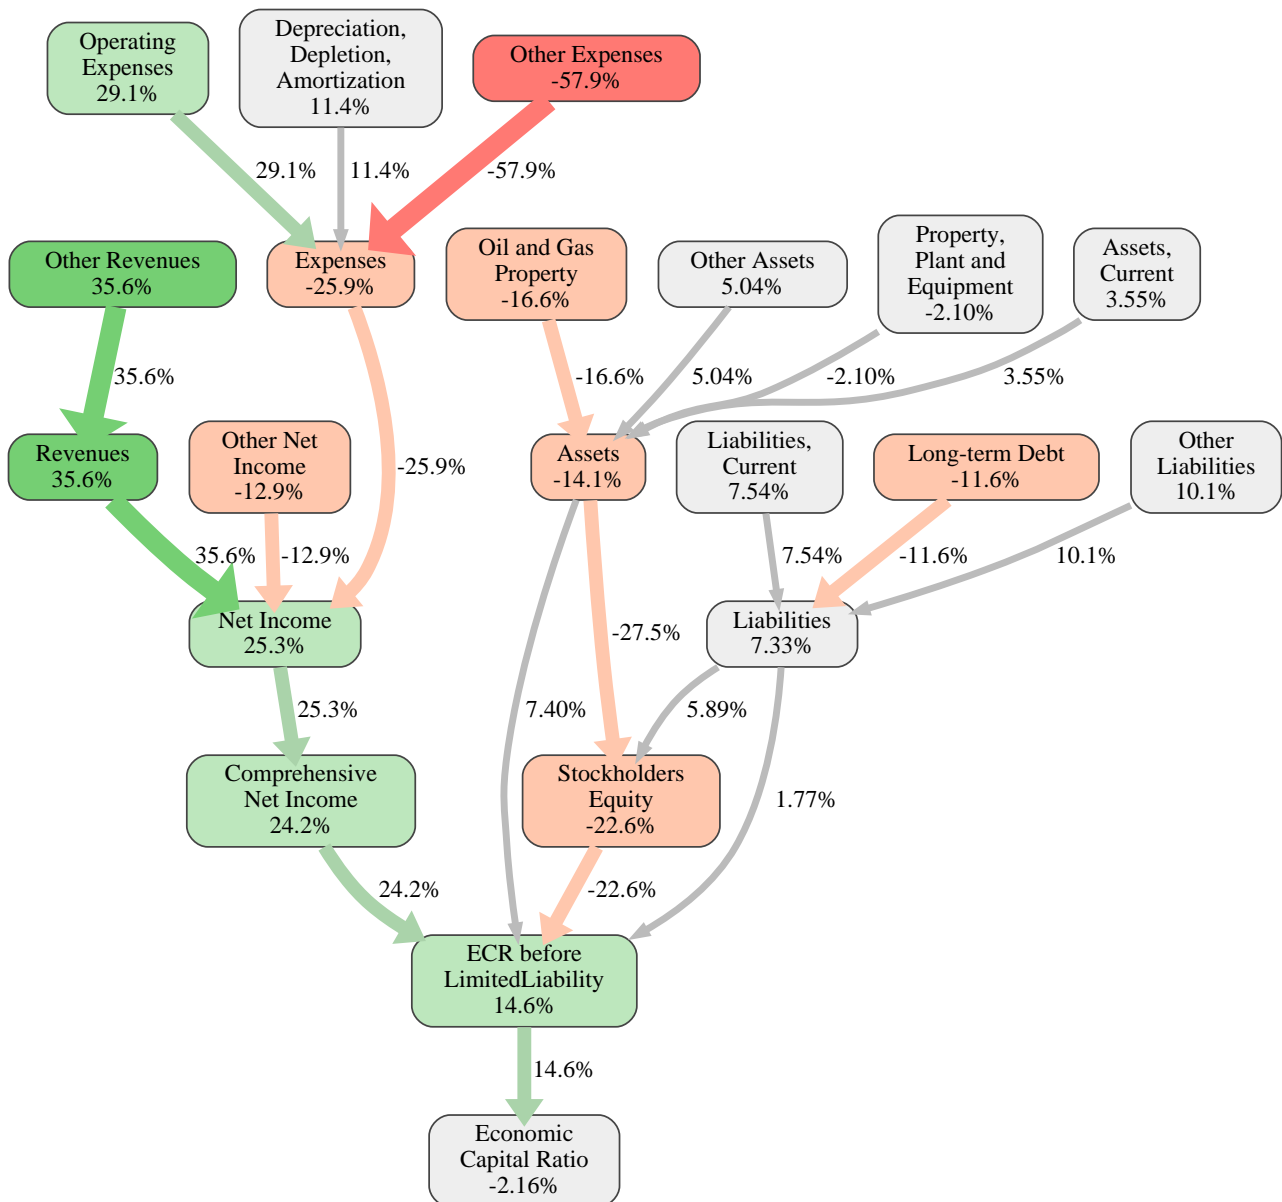 Operating
Expenses
29.1%
Depreciation,
Depletion,
Amortization
11.4%
Other Expenses
-57.9%
29.1%
11.4%
-57.9%
Other Revenues
35.6%
Expenses
-25.9%
Oil and Gas
Property
-16.6%
Other Assets
5.04%
Property,
Plant and
Equipment
-2.10%
Assets,
Current
3.55%
35.6%
-16.6%
5.04%
-2.10%
3.55%
Revenues
35.6%
Other Net
Income
-12.9%
-25.9%
Assets
-14.1%
Liabilities,
Current
7.54%
Long-term Debt
-11.6%
Other
Liabilities
10.1%
35.6%
-12.9%
7.54%
-11.6%
10.1%
Net Income
25.3%
-27.5%
Liabilities
7.33%
25.3%
7.40%
5.89%
Comprehensive
Net Income
24.2%
Stockholders
Equity
-22.6%
1.77%
24.2%
-22.6%
ECR before
LimitedLiability
14.6%
14.6%
Economic
Capital Ratio
-2.16%